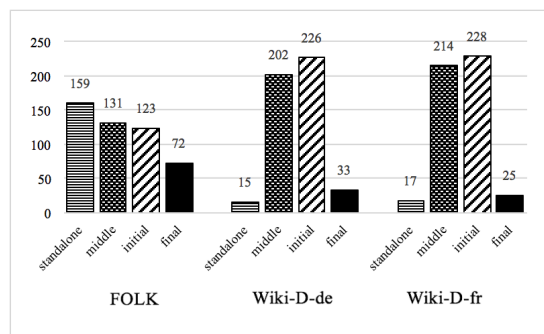 250
200
150
100
50
0
159
131
123
72
15
202
226
33
17
214
228
25
standalone
middle
initial
final
standalone
middle
initial
final
standalone
middle
initial
final
FOLK
Wiki-D-de
Wiki-D-fr